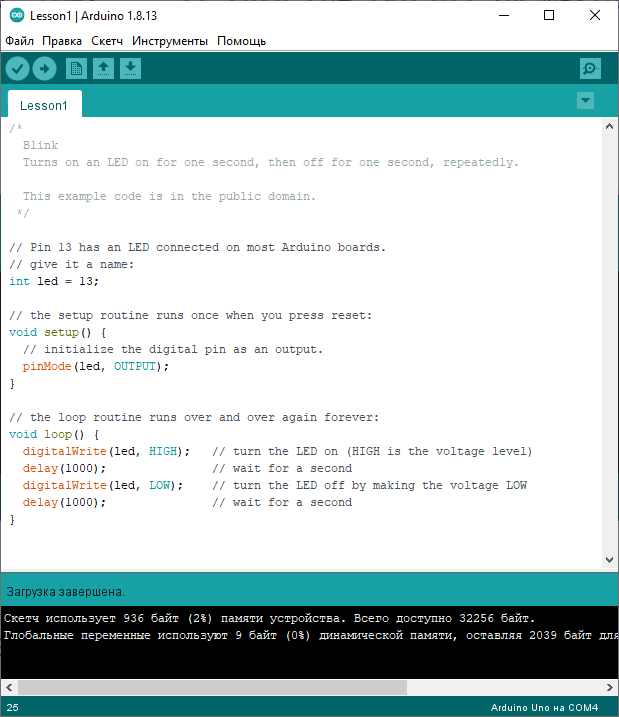 Lesson1 | Arduino 1.8.13
Файл Правка Скетч Инструменты Помощь
Lesson1
/*
  Blink
  Turns on an LED on for one second, then off for one second, repeatedly.

  This example code is in the public domain.
 */

// Pin 13 has an LED connected on most Arduino boards.
// give it a name:
int led = 13;

// the setup routine runs once when you press reset:
void setup() {
  // initialize the digital pin as an output.
  pinMode(led, OUTPUT);
}

// the loop routine runs over and over again forever:
void loop() {
  digitalWrite(led, HIGH);   // turn the LED on (HIGH is the voltage level)
  delay(1000);               // wait for a second
  digitalWrite(led, LOW);    // turn the LED off by making the voltage LOW
  delay(1000);               // wait for a second
}
Загрузка завершена.
Скетч использует 936 байт (2%) памяти устройства. Всего доступно 32256 байт.
Глобальные переменные используют 9 байт (0%) динамической памяти, оставляя 2039 байт для
25 Arduino Uno на COM4